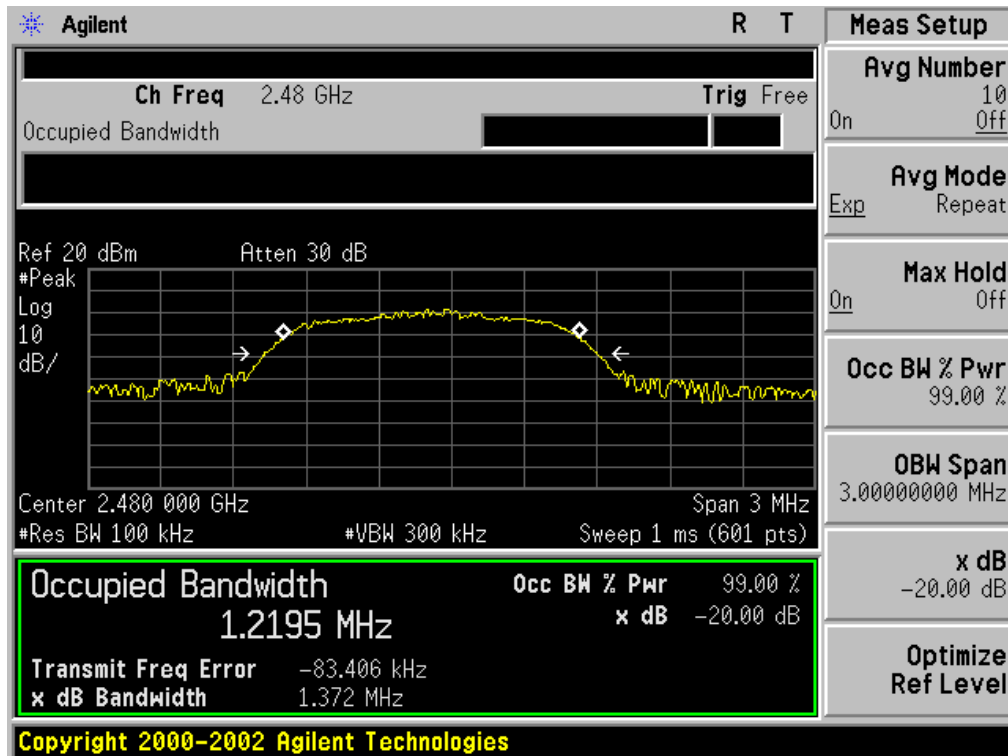 Agilent R T
Ch Freq 2.48 GHz Trig Free
Occupied Bandwidth
Ref 20 dBm Atten 30 dB
#Peak
Log
10
dB/
Center 2.480 000 GHz Span 3 MHz
#Res BW 100 kHz #VBW 300 kHz Sweep 1 ms (601 pts)
Occupied Bandwidth
1.2195 MHz
Occ BW % Pwr 99.00 %
x dB -20.00 dB
Transmit Freq Error -83.406 kHz
x dB Bandwidth 1.372 MHz
Copyright 2000-2002 Agilent Technologies
Meas Setup
Avg Number
10
On Off
Avg Mode
Exp Repeat
Max Hold
On Off
Occ BW % Pwr
99.00 %
OBW Span
3.00000000 MHz
x dB
-20.00 dB
Optimize
Ref Level